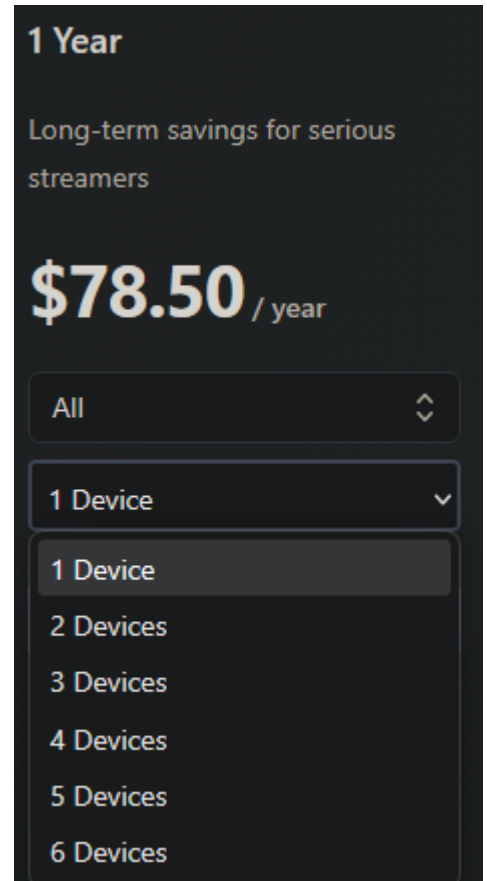 1 Year
Long-term savings for serious
streamers
$78.50 / year
All
1 Device
1 Device
2 Devices
3 Devices
4 Devices
5 Devices
6 Devices